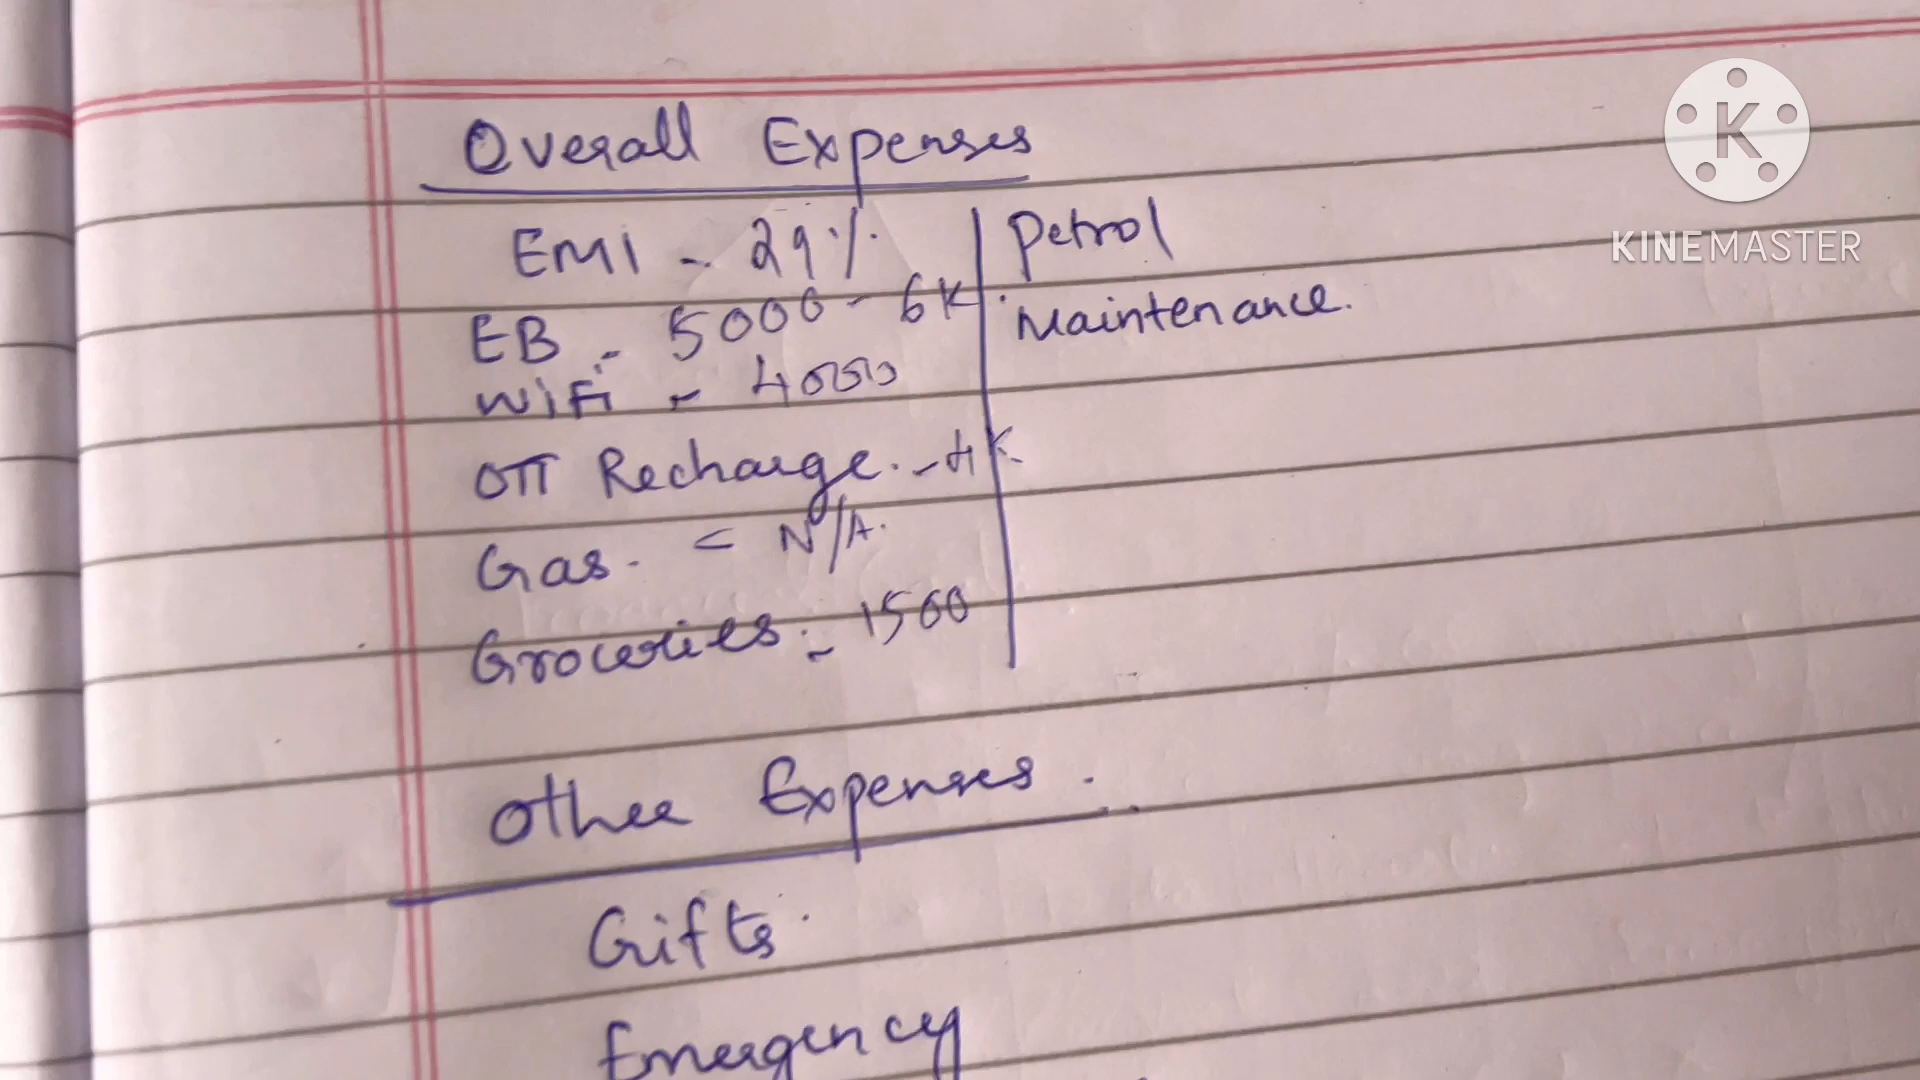 Overall Expenses
EMI - 29%
EB - 5000 - 6K
WiFi - 4000
OTT Recharge. - 4K.
Gas. = N/A.
Groceries - 1500
Petrol
Maintenance.
Other Expenses.
Gifts.
Emergency
K
KINEMASTER